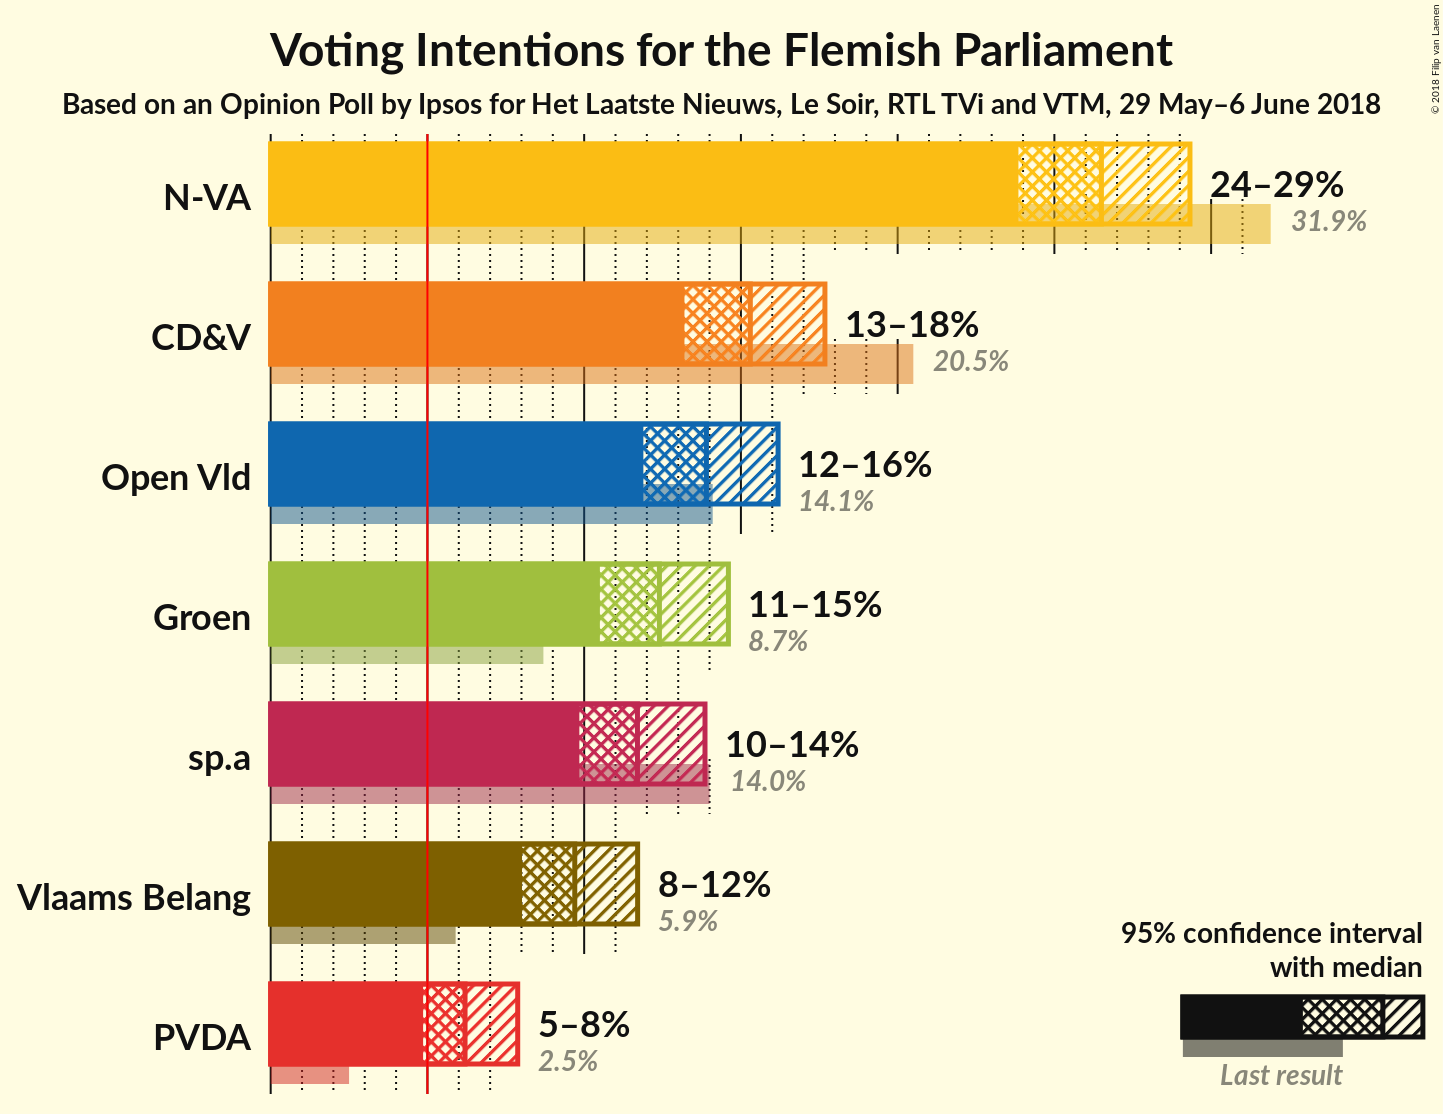 Voting Intentions for the Flemish Parliament
Based on an Opinion Poll by Ipsos for Het Laatste Nieuws, Le Soir, RTL TVi and VTM, 29 May–6 June 2018
© 2018 Filip van Laenen
N-VA
24–29%
31.9%
CD&V
13–18%
20.5%
Open Vld
12–16%
14.1%
Groen
11–15%
8.7%
sp.a
10–14%
14.0%
Vlaams Belang
8–12%
5.9%
PVDA
5–8%
2.5%
95% confidence interval
with median
Last result